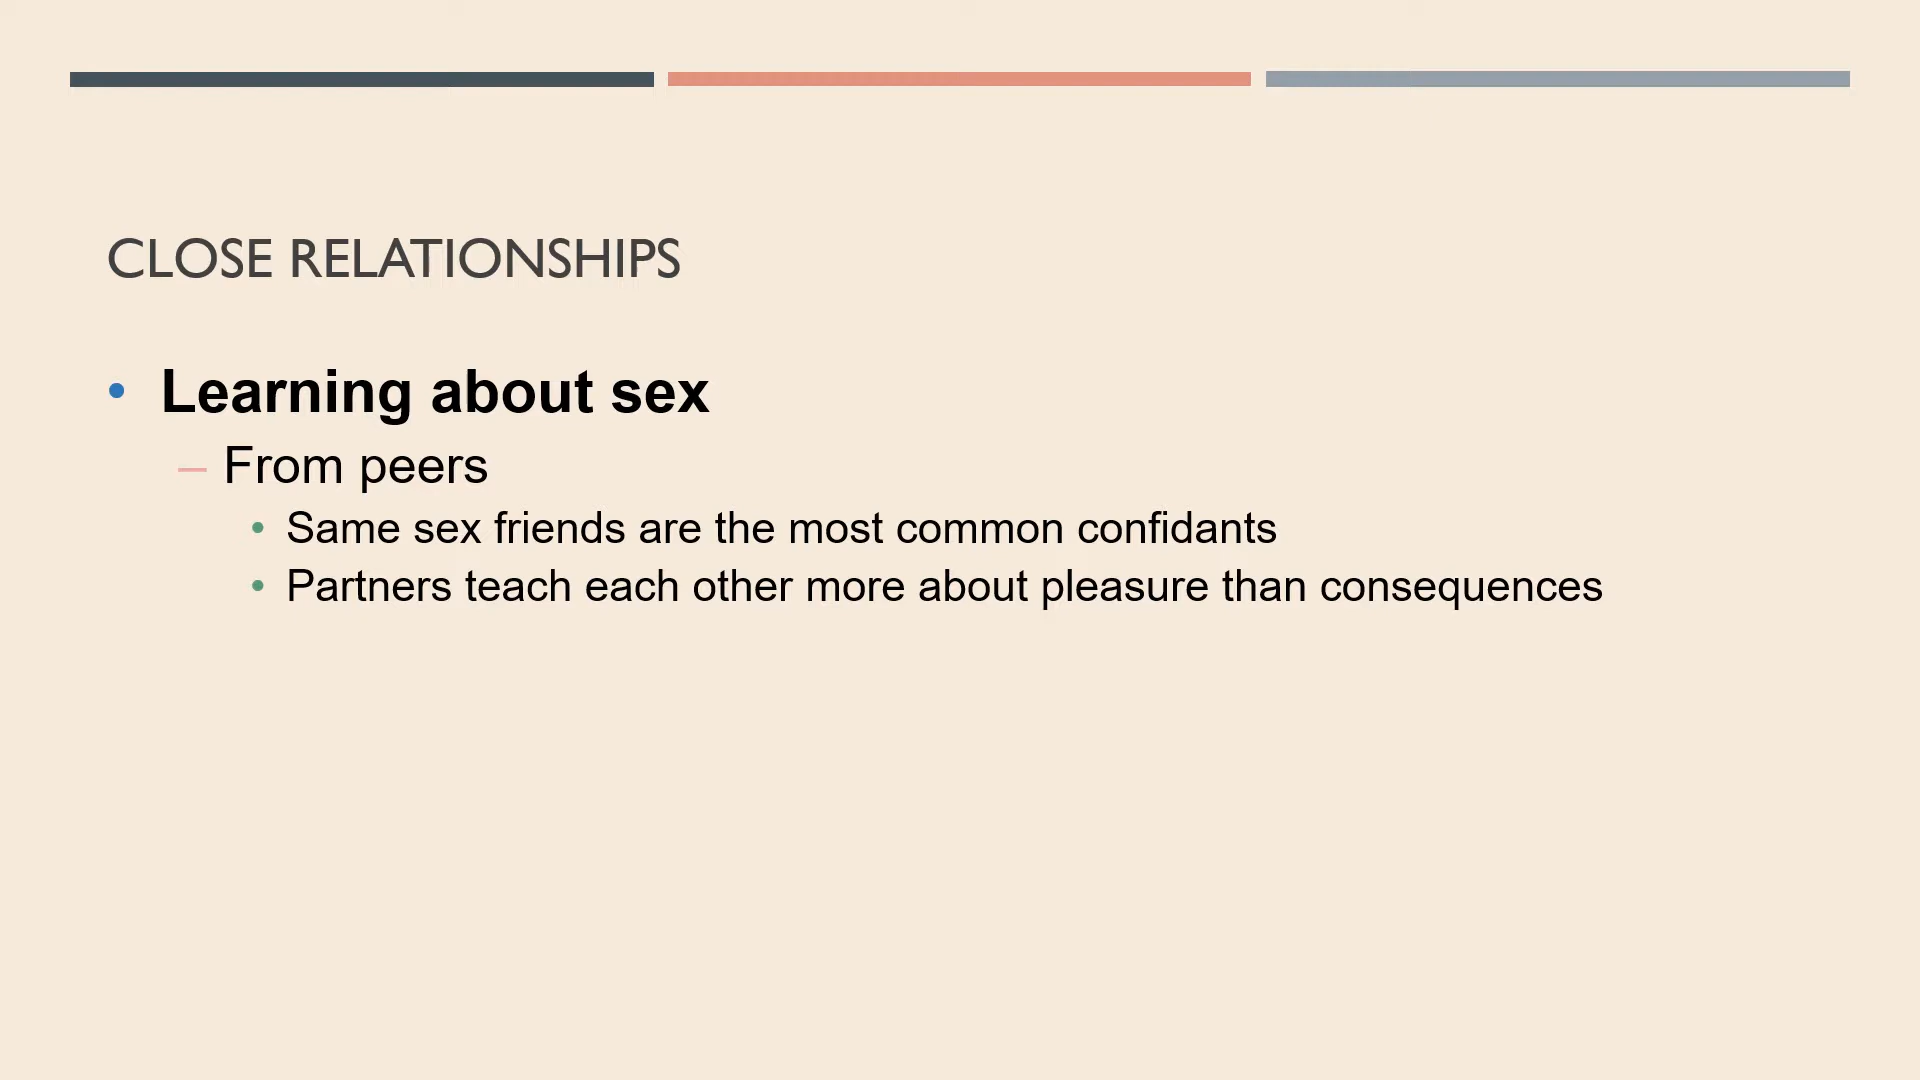 CLOSE RELATIONSHIPS
• Learning about sex
– From peers
• Same sex friends are the most common confidants
• Partners teach each other more about pleasure than consequences